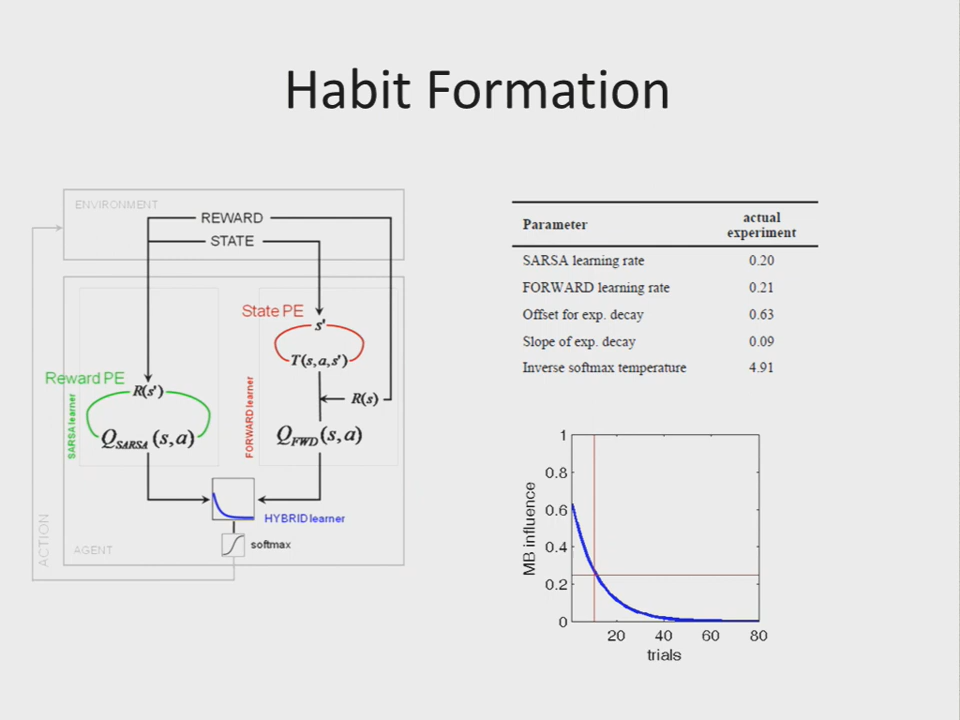 Habit Formation
ENVIRONMENT
REWARD
STATE
State PE
s'
T(s,a,s')
Reward PE
R(s')
R(s)
SARSA learner
FORWARD learner
Q_SARSA (s,a)
Q_FWD (s,a)
HYBRID learner
softmax
ACTION
AGENT
Parameter actual experiment
SARSA learning rate 0.20
FORWARD learning rate 0.21
Offset for exp. decay 0.63
Slope of exp. decay 0.09
Inverse softmax temperature 4.91
1
0.8
0.6
0.4
0.2
0
MB influence
20 40 60 80
trials